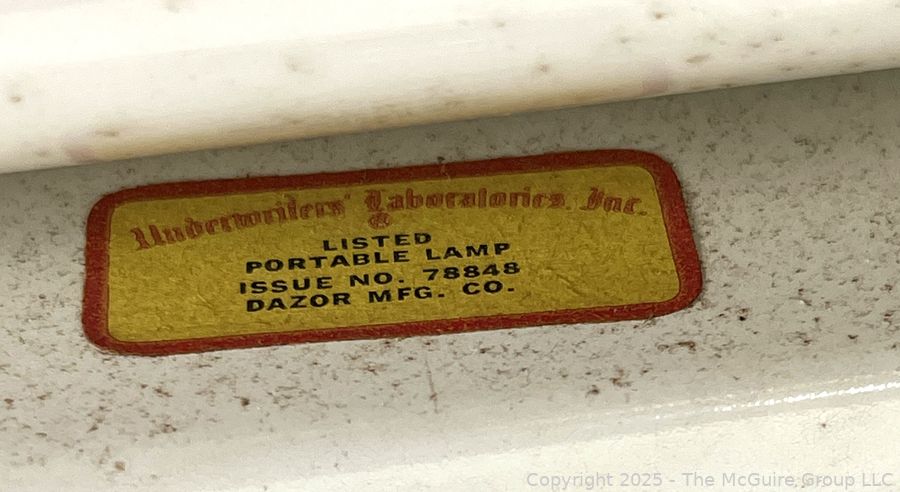 Underwriters' Laboratories, Inc.
®
LISTED
PORTABLE LAMP
ISSUE NO. 78848
DAZOR MFG. CO.
Copyright 2025 - The McGuire Group LLC